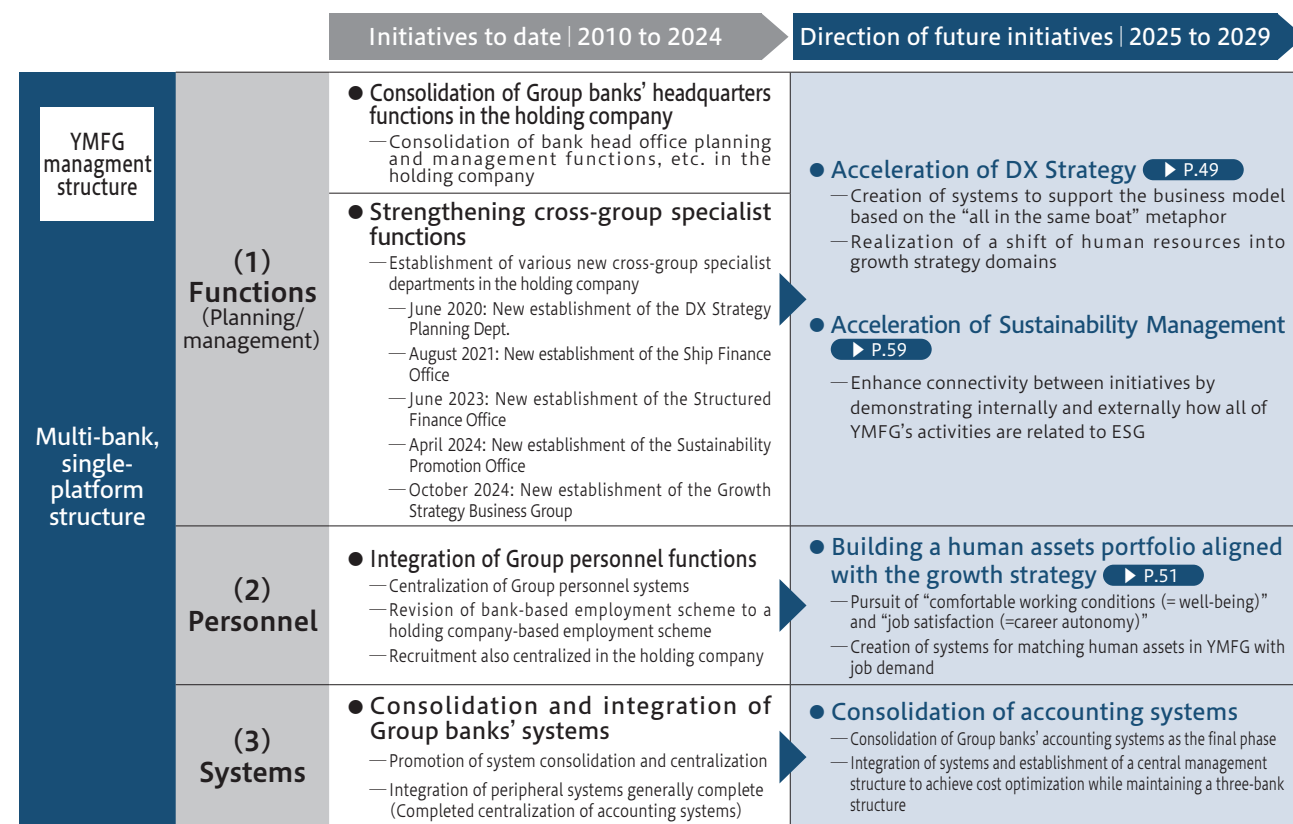 Initiatives to date | 2010 to 2024
Direction of future initiatives | 2025 to 2029
YMFG
managment
structure
Multi-bank,
single-
platform
structure
(1)
Functions
(Planning/
management)
● Consolidation of Group banks’ headquarters
functions in the holding company
—Consolidation of bank head office planning
and management functions, etc. in the
holding company
● Strengthening cross-group specialist
functions
—Establishment of various new cross-group specialist
departments in the holding company
—June 2020: New establishment of the DX Strategy
Planning Dept.
—August 2021: New establishment of the Ship Finance
Office
—June 2023: New establishment of the Structured
Finance Office
—April 2024: New establishment of the Sustainability
Promotion Office
—October 2024: New establishment of the Growth
Strategy Business Group
● Acceleration of DX Strategy ▶ P.49
—Creation of systems to support the business model
based on the “all in the same boat” metaphor
—Realization of a shift of human resources into
growth strategy domains
● Acceleration of Sustainability Management
▶ P.59
—Enhance connectivity between initiatives by
demonstrating internally and externally how all of
YMFG’s activities are related to ESG
(2)
Personnel
● Integration of Group personnel functions
—Centralization of Group personnel systems
—Revision of bank-based employment scheme to a
holding company-based employment scheme
—Recruitment also centralized in the holding company
● Building a human assets portfolio aligned
with the growth strategy ▶ P.51
—Pursuit of “comfortable working conditions (= well-being)”
and “job satisfaction (=career autonomy)”
—Creation of systems for matching human assets in YMFG with
job demand
(3)
Systems
● Consolidation and integration of
Group banks’ systems
—Promotion of system consolidation and centralization
—Integration of peripheral systems generally complete
(Completed centralization of accounting systems)
● Consolidation of accounting systems
—Consolidation of Group banks’ accounting systems as the final phase
—Integration of systems and establishment of a central management
structure to achieve cost optimization while maintaining a three-bank
structure